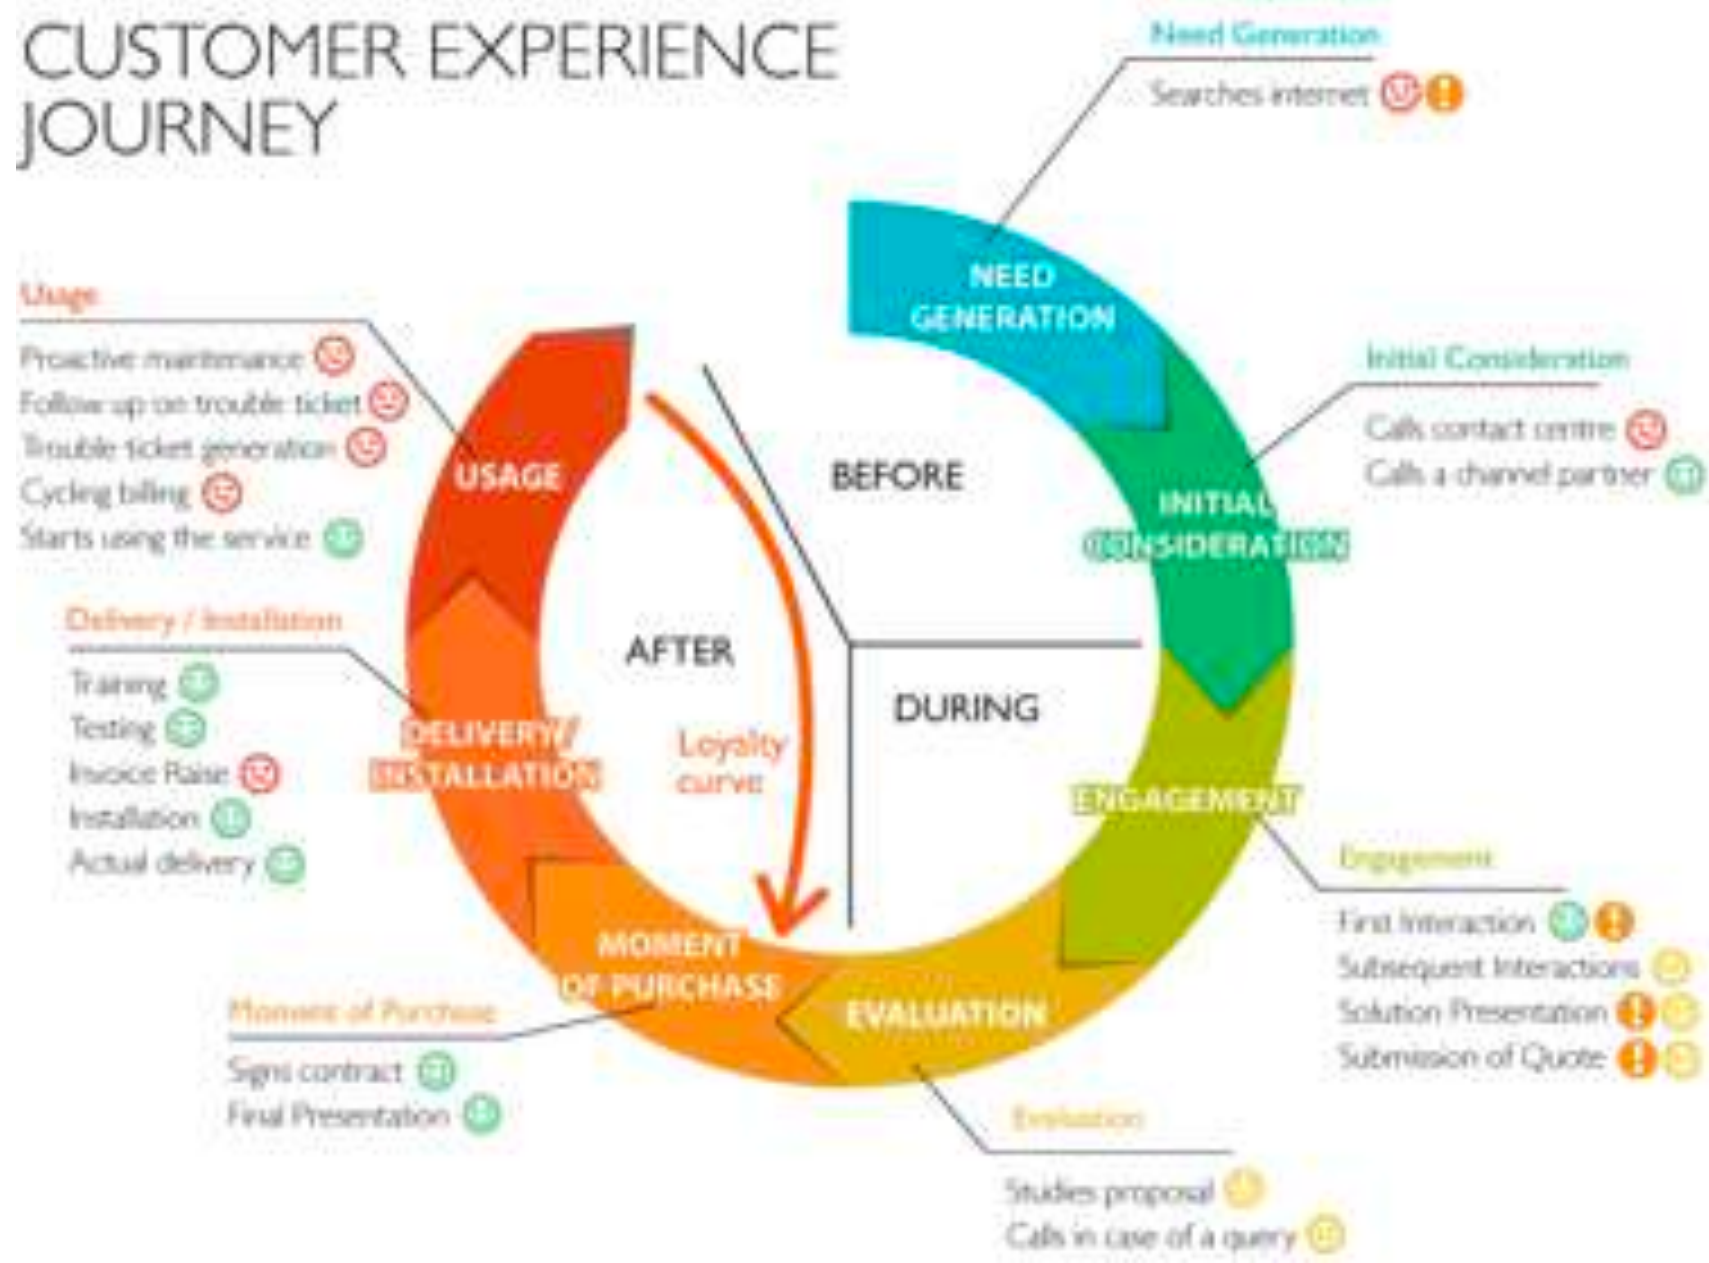 CUSTOMER EXPERIENCE
JOURNEY
Need Generation
Searches internet
NEED
GENERATION
Initial Consideration
Calls contact centre
Calls a channel partner
INITIAL
CONSIDERATION
ENGAGEMENT
Engagement
First Interaction
Subsequent Interactions
Solution Presentation
Submission of Quote
EVALUATION
Evaluation
Studies proposal
Calls in case of a query
MOMENT
OF PURCHASE
Moment of Purchase
Signs contract
Final Presentation
DELIVERY/
INSTALLATION
Delivery / Installation
Training
Testing
Invoice Raise
Installation
Actual delivery
USAGE
Usage
Proactive maintenance
Follow up on trouble ticket
Trouble ticket generation
Cycling billing
Starts using the service
BEFORE
DURING
AFTER
Loyalty
curve